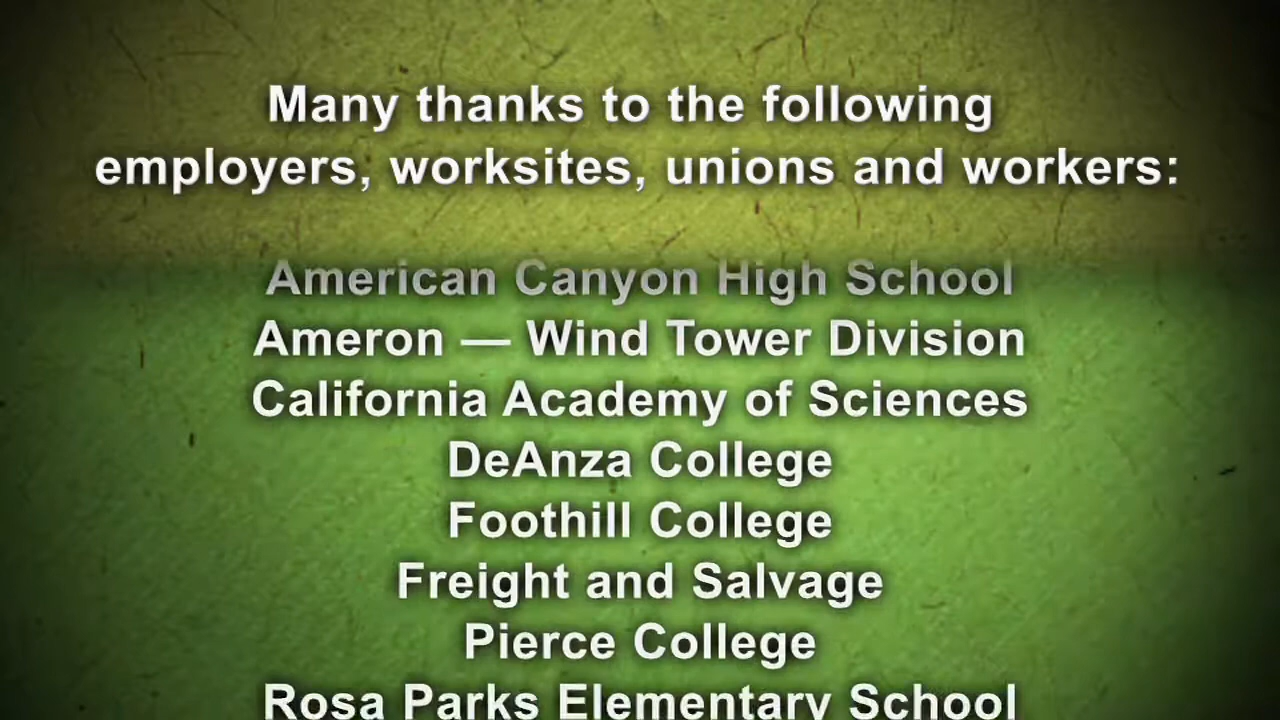 Many thanks to the following
employers, worksites, unions and workers:
American Canyon High School
Ameron — Wind Tower Division
California Academy of Sciences
DeAnza College
Foothill College
Freight and Salvage
Pierce College
Rosa Parks Elementary School